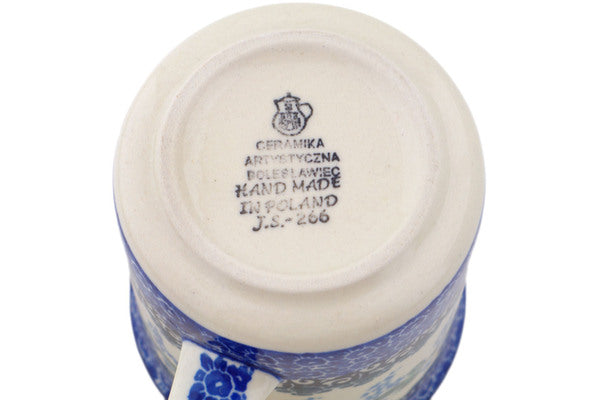 CERAMIKA
ARTYSTYCZNA
BOLESŁAWIEC
HAND MADE
IN POLAND
J.S.-266